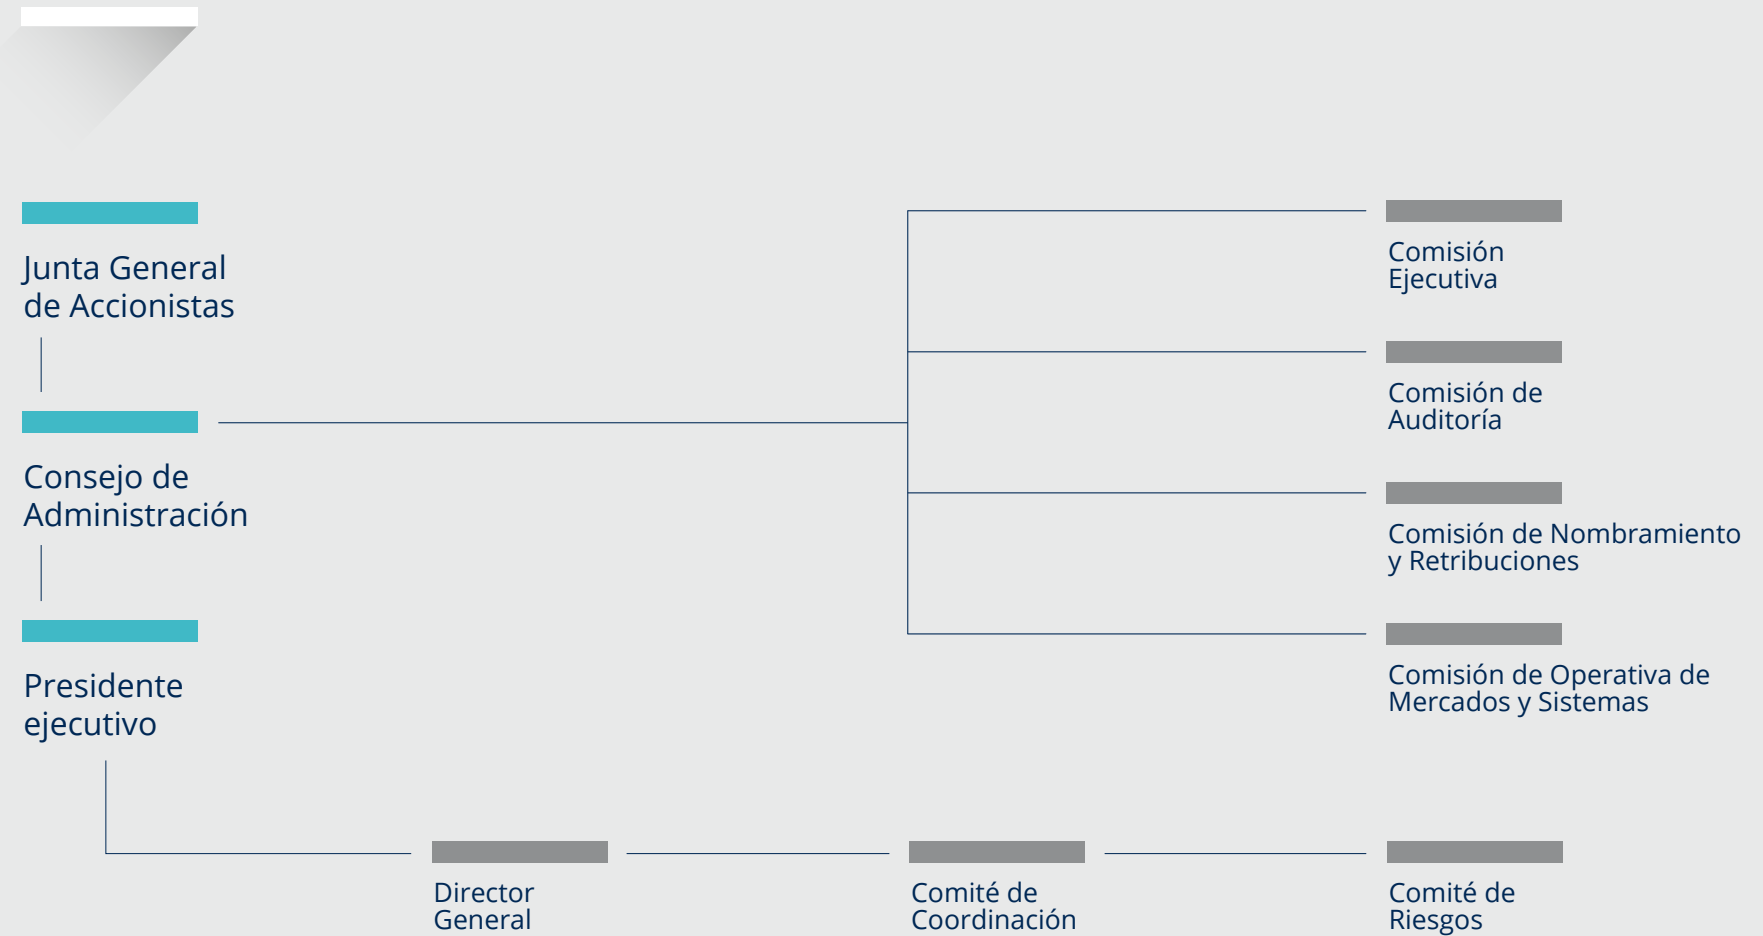 Junta General
de Accionistas
Consejo de
Administración
Presidente
ejecutivo
Comisión
Ejecutiva
Comisión de
Auditoría
Comisión de Nombramiento
y Retribuciones
Comisión de Operativa de
Mercados y Sistemas
Director
General
Comité de
Coordinación
Comité de
Riesgos